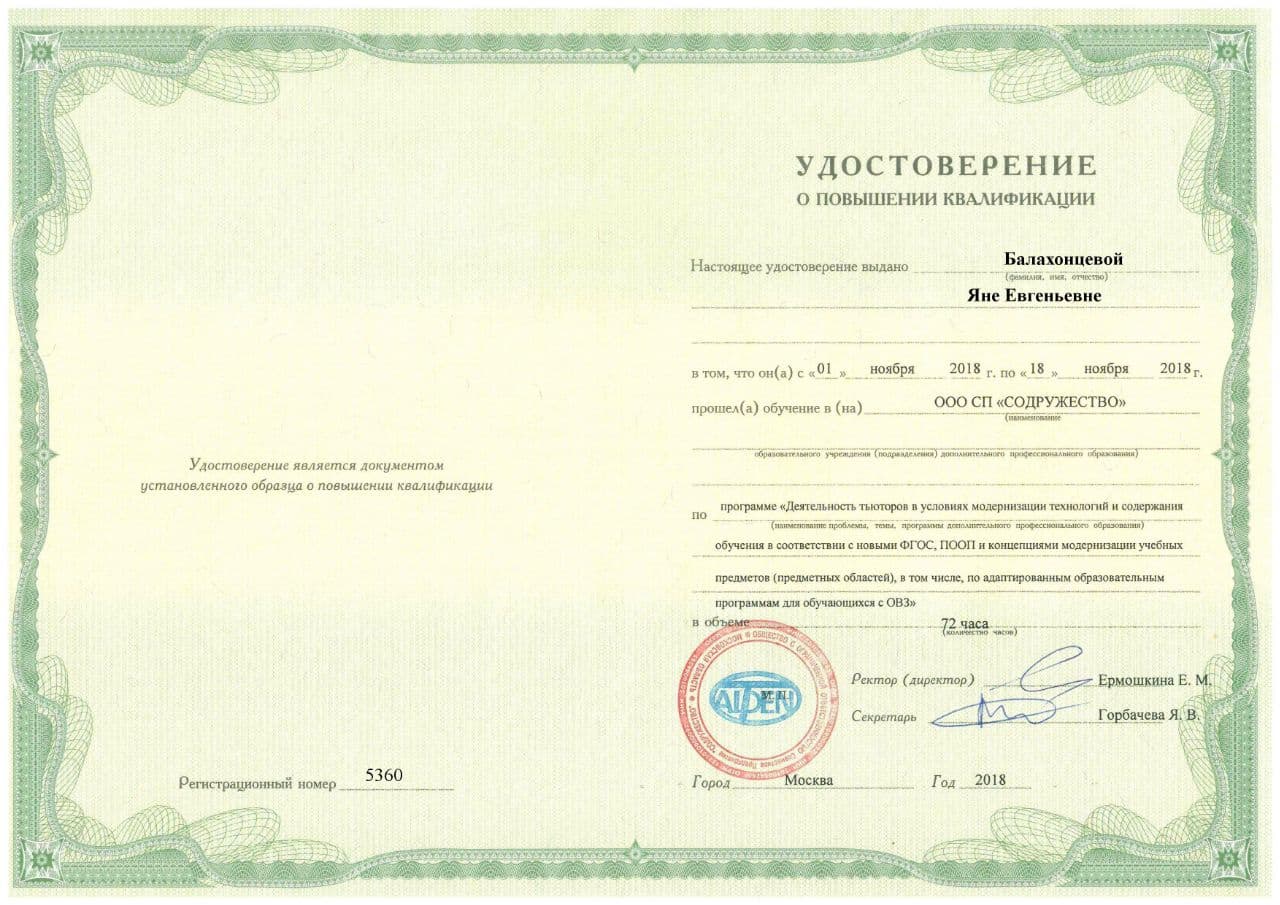 УДОСТОВЕРЕНИЕ
О ПОВЫШЕНИИ КВАЛИФИКАЦИИ
Настоящее удостоверение выдано Балахонцевой
(фамилия, имя, отчество)
Яне Евгеньевне
в том, что он(а) с «01» ноября 2018 г. по «18» ноября 2018 г.
прошел(а) обучение в (на) ООО СП «СОДРУЖЕСТВО»
(наименование
образовательного учреждения (подразделения) дополнительного профессионального образования)
по программе «Деятельность тьюторов в условиях модернизации технологий и содержания
(наименование проблемы, темы, программы дополнительного профессионального образования)
обучения в соответствии с новыми ФГОС, ПООП и концепциями модернизации учебных
предметов (предметных областей), в том числе, по адаптированным образовательным
программам для обучающихся с ОВЗ»
в объеме 72 часа
(количество часов)
М.П.
Ректор (директор) Ермошкина Е. М.
Секретарь Горбачева Я. В.
Город Москва Год 2018
Удостоверение является документом
установленного образца о повышении квалификации
Регистрационный номер 5360